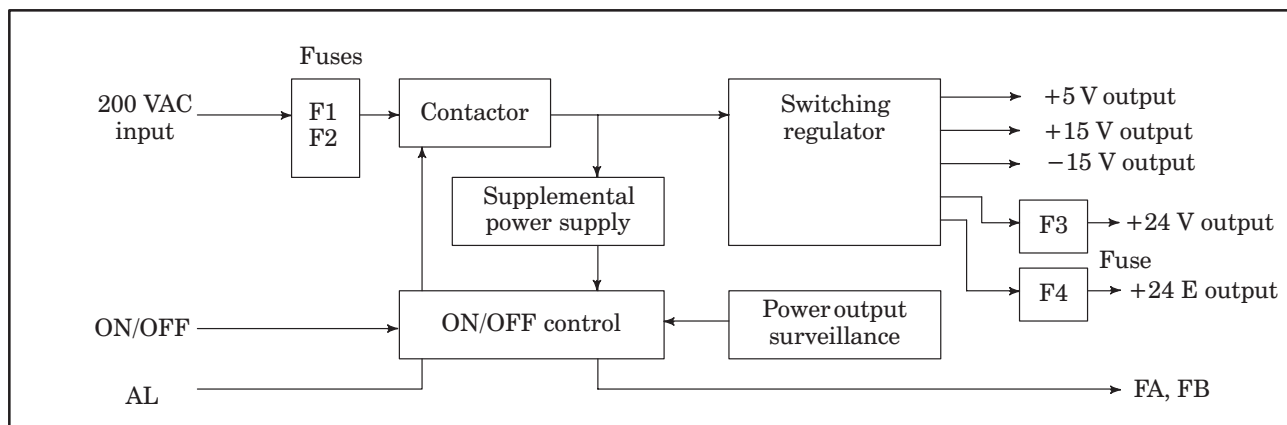 Fuses
200 VAC
input
F1
F2
Contactor
Switching
regulator
+5 V output
+15 V output
−15 V output
Supplemental
power supply
F3
+24 V output
Fuse
F4
+24 E output
ON/OFF
ON/OFF control
Power output
surveillance
AL
FA, FB